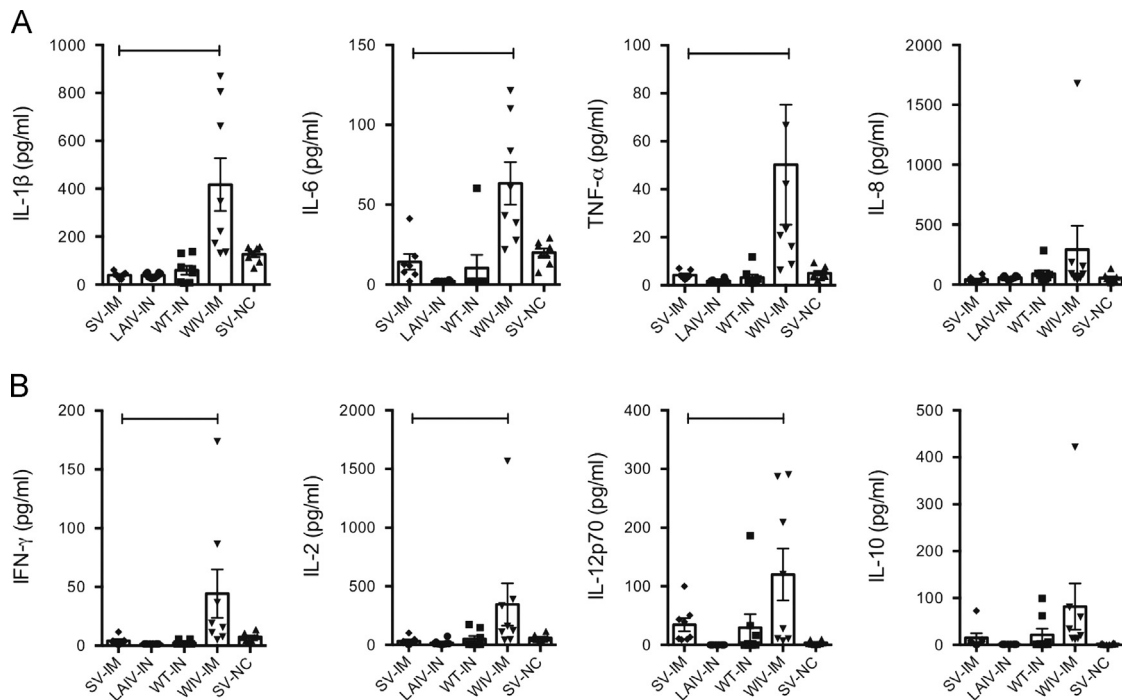 A
IL-1β (pg/ml)
1000
800
600
400
200
0
SV-IM
LAIV-IN
WT-IN
WIV-IM
SV-NC
IL-6 (pg/ml)
150
100
50
0
SV-IM
LAIV-IN
WT-IN
WIV-IM
SV-NC
TNF-α (pg/ml)
100
80
60
40
20
0
SV-IM
LAIV-IN
WT-IN
WIV-IM
SV-NC
IL-8 (pg/ml)
2000
1500
1000
500
0
SV-IM
LAIV-IN
WT-IN
WIV-IM
SV-NC
B
IFN-γ (pg/ml)
200
150
100
50
0
SV-IM
LAIV-IN
WT-IN
WIV-IM
SV-NC
IL-2 (pg/ml)
2000
1500
1000
500
0
SV-IM
LAIV-IN
WT-IN
WIV-IM
SV-NC
IL-12p70 (pg/ml)
400
300
200
100
0
SV-IM
LAIV-IN
WT-IN
WIV-IM
SV-NC
IL-10 (pg/ml)
500
400
300
200
100
0
SV-IM
LAIV-IN
WT-IN
WIV-IM
SV-NC